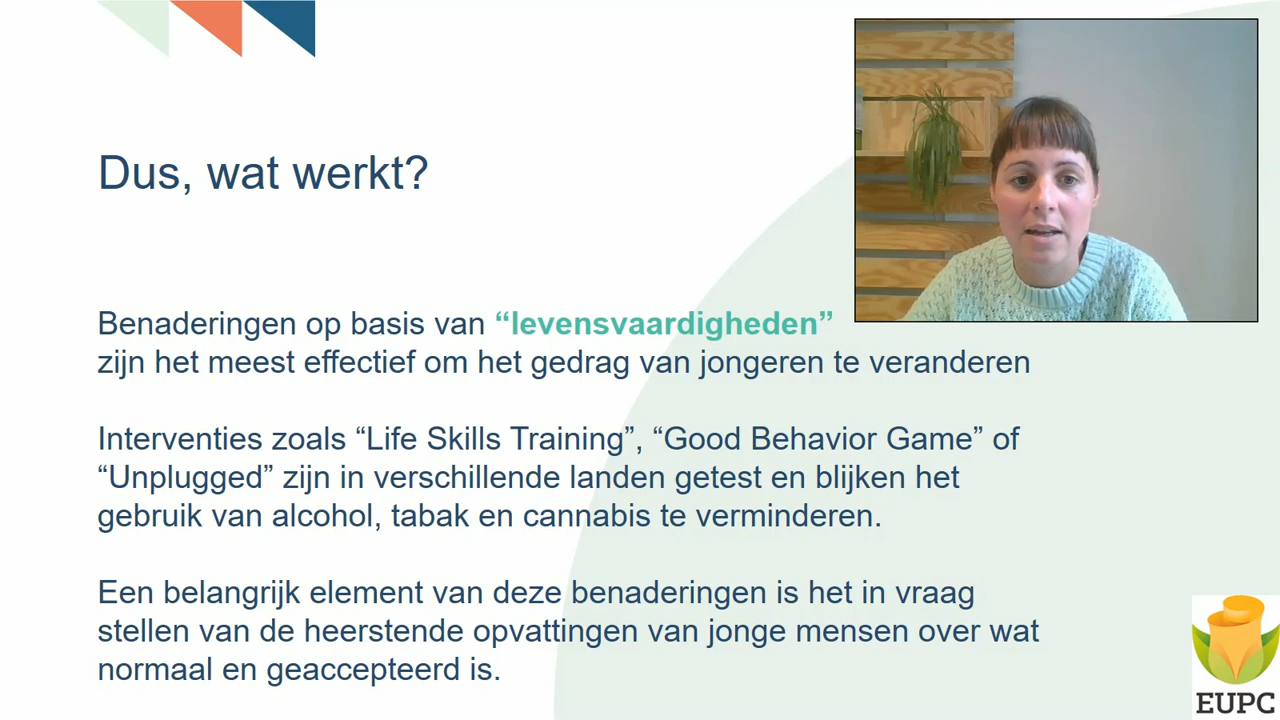 Dus, wat werkt?
Benaderingen op basis van “levensvaardigheden”
zijn het meest effectief om het gedrag van jongeren te veranderen
Interventies zoals “Life Skills Training”, “Good Behavior Game” of
“Unplugged” zijn in verschillende landen getest en blijken het
gebruik van alcohol, tabak en cannabis te verminderen.
Een belangrijk element van deze benaderingen is het in vraag
stellen van de heerstende opvattingen van jonge mensen over wat
normaal en geaccepteerd is.
EUPC